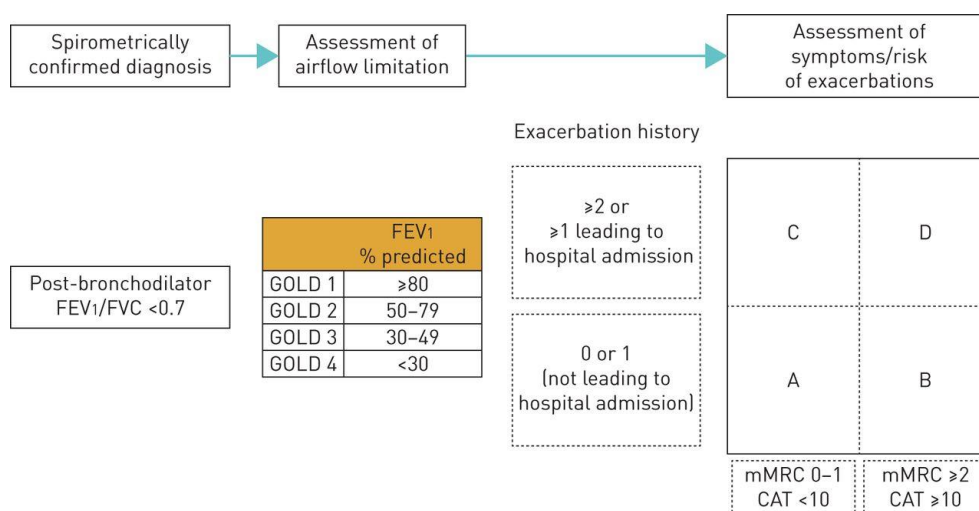 Spirometrically
confirmed diagnosis
Assessment of
airflow limitation
Assessment of
symptoms/risk
of exacerbations
Exacerbation history
Post-bronchodilator
FEV1/FVC <0.7
FEV1
% predicted
GOLD 1 ≥80
GOLD 2 50–79
GOLD 3 30–49
GOLD 4 <30
≥2 or
≥1 leading to
hospital admission
0 or 1
(not leading to
hospital admission)
C D
A B
mMRC 0–1
CAT <10
mMRC ≥2
CAT ≥10